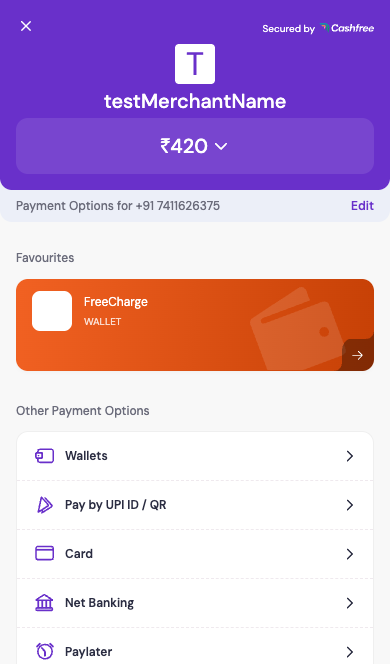 Secured by Cashfree
T
testMerchantName
₹420
Payment Options for +91 7411626375 Edit
Favourites
FreeCharge
WALLET
Other Payment Options
Wallets
Pay by UPI ID / QR
Card
Net Banking
Paylater